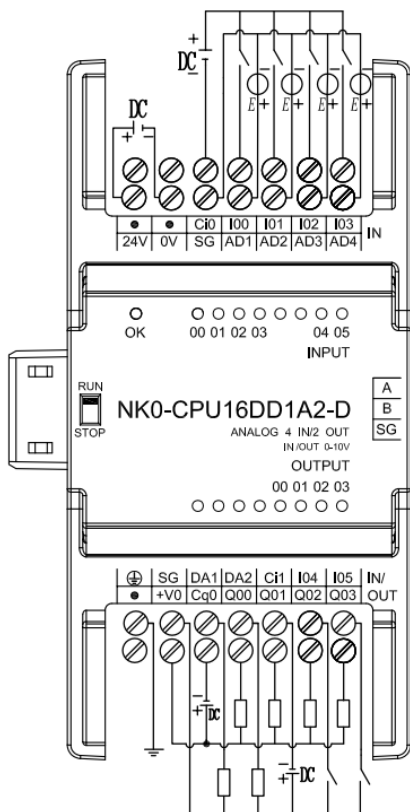 +
DC
-
DC
+ -
- - - -
E+ E+ E+ E+
• • Ci0 I00 I01 I02 I03 IN
24V 0V SG AD1 AD2 AD3 AD4
OK 00 01 02 03 04 05
INPUT
RUN
NK0-CPU16DD1A2-D
STOP
A
B
SG
ANALOG 4 IN/2 OUT
IN/OUT 0-10V
OUTPUT
00 01 02 03
SG DA1 DA2 Ci1 I04 I05 IN/
• +V0 Cq0 Q00 Q01 Q02 Q03 OUT
-
+ DC
-
+ DC